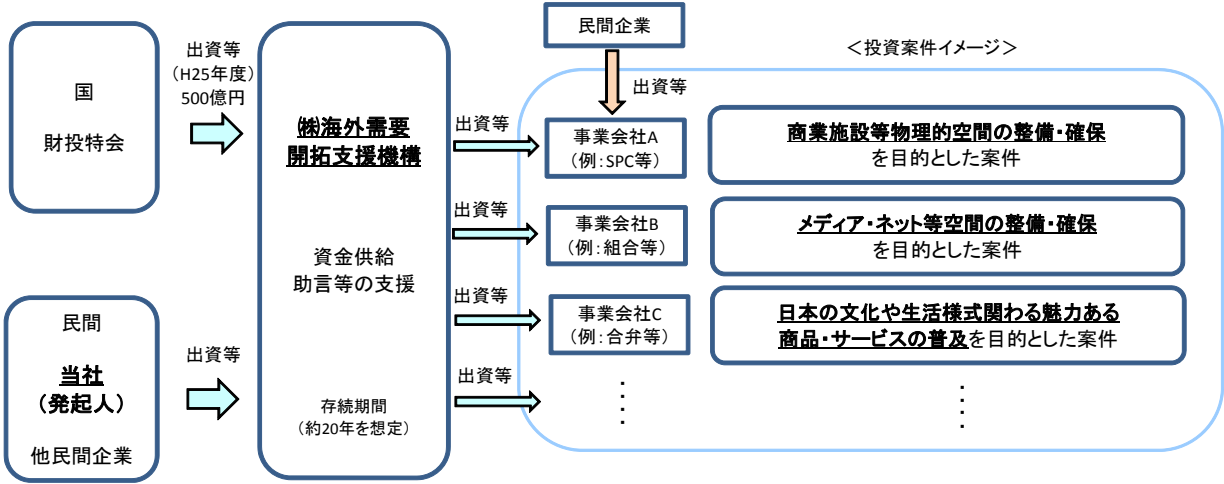 国
財投特会
出資等
(H25年度)
500億円
民間
当社
(発起人)
他民間企業
出資等
㈱海外需要
開拓支援機構
資金供給
助言等の支援
存続期間
(約20年を想定)
民間企業
出資等
<投資案件イメージ>
出資等
事業会社A
(例:SPC等)
商業施設等物理的空間の整備・確保
を目的とした案件
出資等
事業会社B
(例:組合等)
メディア・ネット等空間の整備・確保
を目的とした案件
出資等
事業会社C
(例:合弁等)
日本の文化や生活様式関わる魅力ある
商品・サービスの普及を目的とした案件
出資等